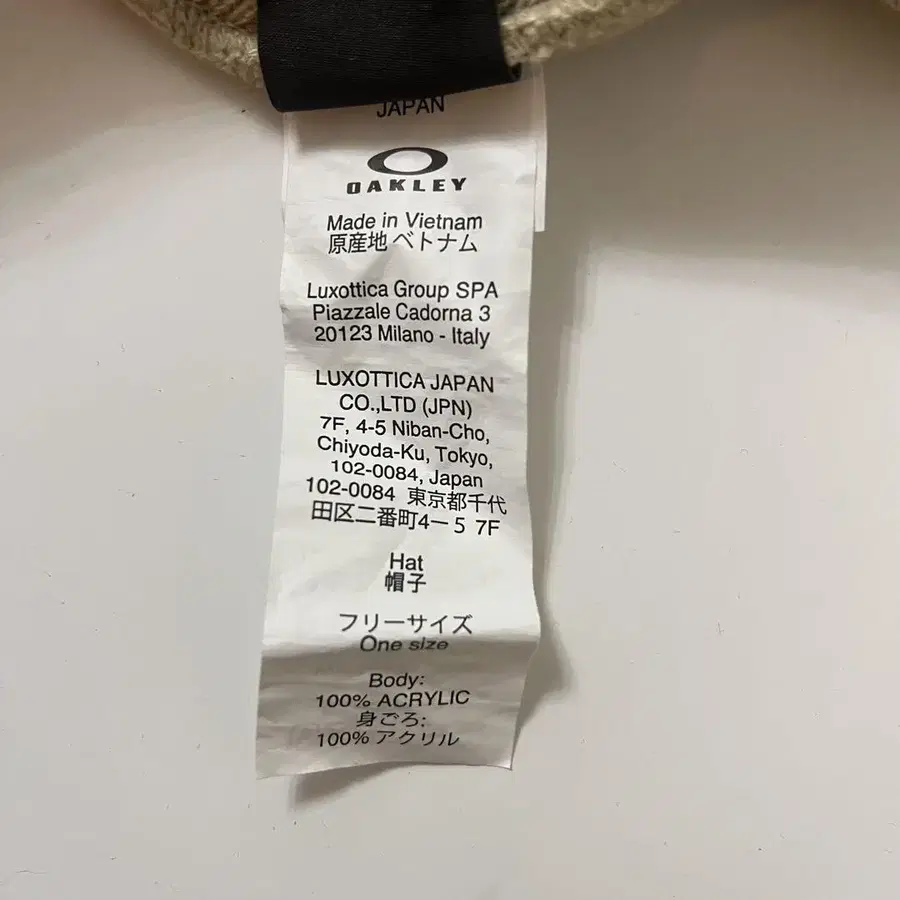 JAPAN
OAKLEY
Made in Vietnam
原産地 ベトナム
Luxottica Group SPA
Piazzale Cadorna 3
20123 Milano - Italy
LUXOTTICA JAPAN
CO.,LTD (JPN)
7F, 4-5 Niban-Cho,
Chiyoda-Ku, Tokyo,
102-0084, Japan
102-0084 東京都千代
田区二番町4ー5 7F
Hat
帽子
フリーサイズ
One size
Body:
100% ACRYLIC
身ごろ:
100% アクリル